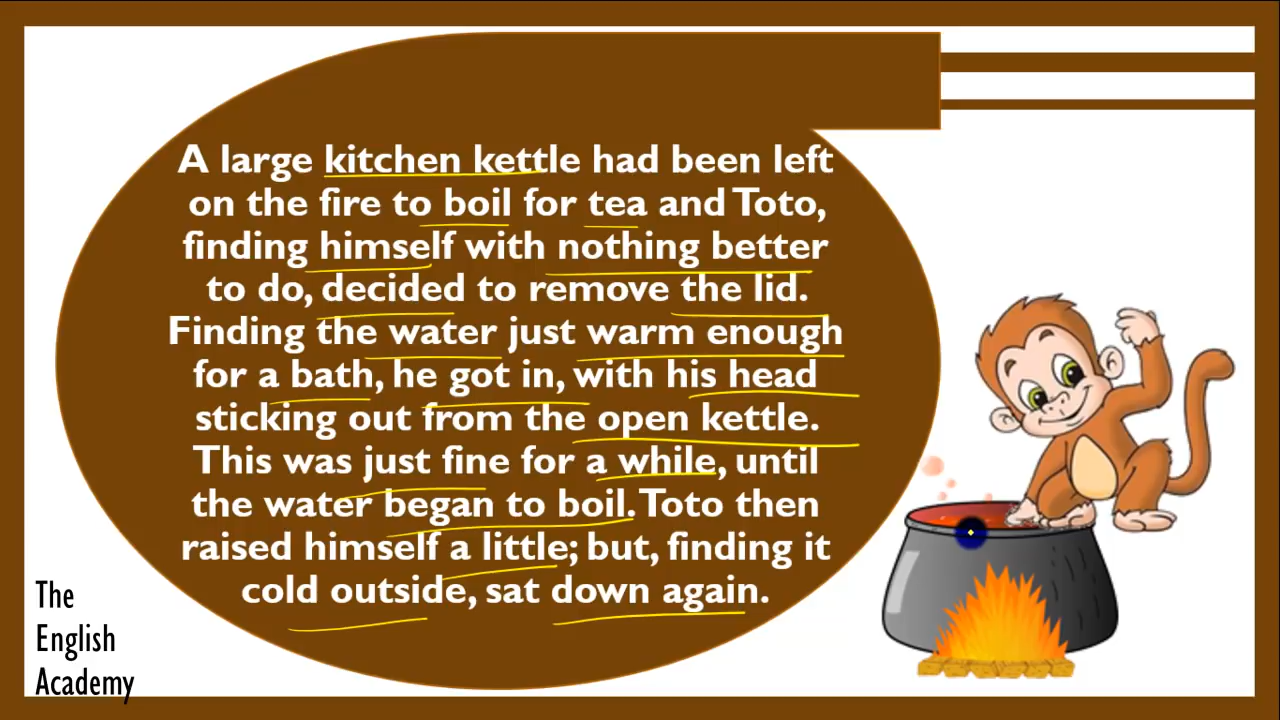 A large kitchen kettle had been left
on the fire to boil for tea and Toto,
finding himself with nothing better
to do, decided to remove the lid.
Finding the water just warm enough
for a bath, he got in, with his head
sticking out from the open kettle.
This was just fine for a while, until
the water began to boil. Toto then
raised himself a little; but, finding it
cold outside, sat down again.
The
English
Academy